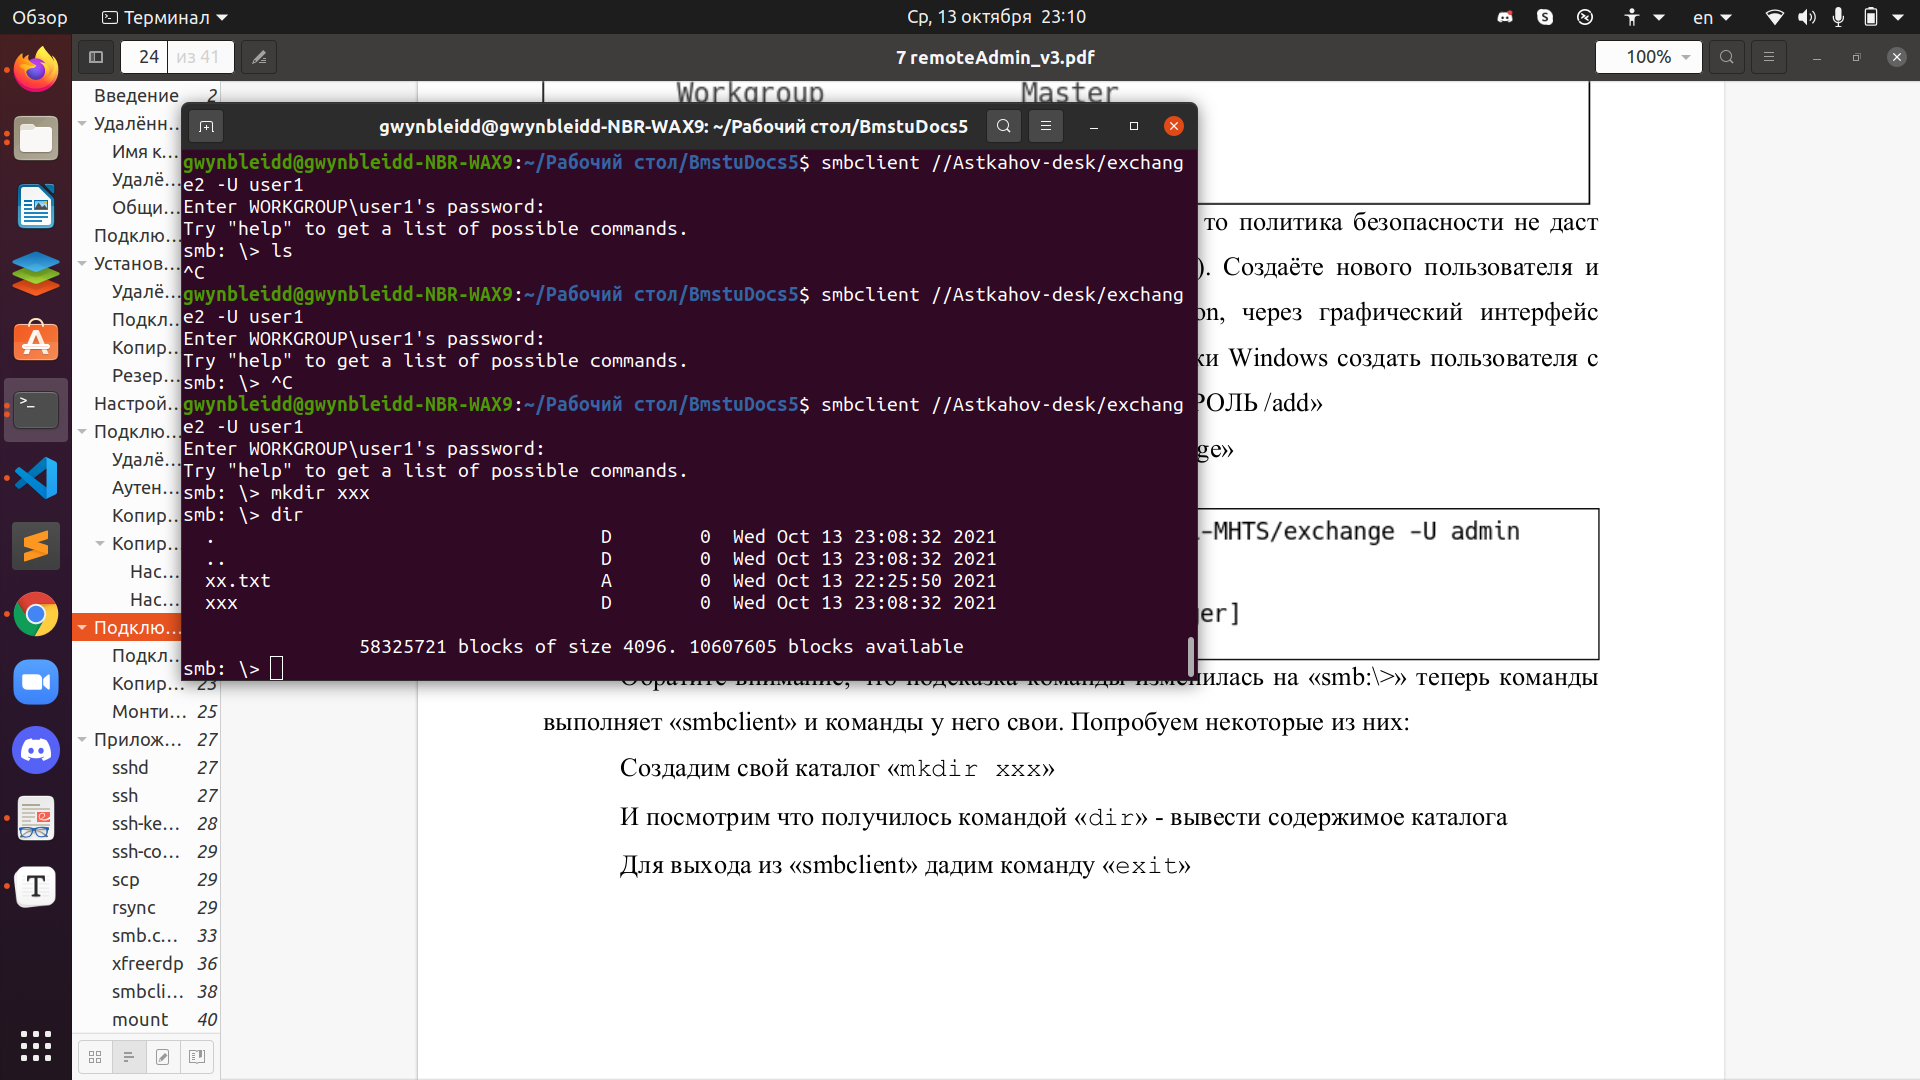 Обзор
Терминал
Ср, 13 октября 23:10
en
24 из 41
7 remoteAdmin_v3.pdf
100%
Введение 2
Удалённ...
Имя к...
Удалё...
Общи...
Подклю...
Установ...
Удалё...
Подкл...
Копир...
Резер...
Настрой...
Подклю...
Удалё...
Аутен...
Копир...
Копир...
Нас...
Нас...
Подклю...
Подкл...
Копир... 23
Монти... 25
Прилож... 27
sshd 27
ssh 27
ssh-ke... 28
ssh-co... 29
scp 29
rsync 29
smb.c... 33
xfreerdp 36
smbcli... 38
mount 40
Workgroup Master
gwynbleidd@gwynbleidd-NBR-WAX9: ~/Рабочий стол/BmstuDocs5
gwynbleidd@gwynbleidd-NBR-WAX9:~/Рабочий стол/BmstuDocs5$ smbclient //Astkahov-desk/exchang
e2 -U user1
Enter WORKGROUP\user1's password:
Try "help" to get a list of possible commands.
smb: \> ls
^C
gwynbleidd@gwynbleidd-NBR-WAX9:~/Рабочий стол/BmstuDocs5$ smbclient //Astkahov-desk/exchang
e2 -U user1
Enter WORKGROUP\user1's password:
Try "help" to get a list of possible commands.
smb: \> ^C
gwynbleidd@gwynbleidd-NBR-WAX9:~/Рабочий стол/BmstuDocs5$ smbclient //Astkahov-desk/exchang
e2 -U user1
Enter WORKGROUP\user1's password:
Try "help" to get a list of possible commands.
smb: \> mkdir xxx
smb: \> dir
. D 0 Wed Oct 13 23:08:32 2021
.. D 0 Wed Oct 13 23:08:32 2021
xx.txt A 0 Wed Oct 13 22:25:50 2021
xxx D 0 Wed Oct 13 23:08:32 2021
58325721 blocks of size 4096. 10607605 blocks available
smb: \>
то политика безопасности не даст
). Создаёте нового пользователя и
on, через графический интерфейс
ки Windows создать пользователя с
РОЛЬ /add»
ge»
-MHTS/exchange -U admin
ger]
Обратите внимание, что подсказка команды изменилась на «smb:\>» теперь команды
выполняет «smbclient» и команды у него свои. Попробуем некоторые из них:
Создадим свой каталог «mkdir xxx»
И посмотрим что получилось командой «dir» - вывести содержимое каталога
Для выхода из «smbclient» дадим команду «exit»